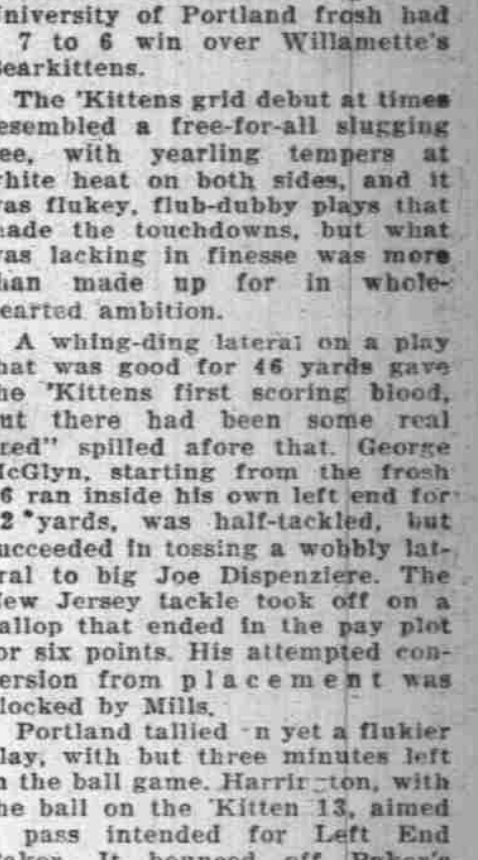 niversity of Portland frosh had
7 to 6 win over Willamette's
earkittens.
The 'Kittens grid debut at times
esembled a free-for-all slugging
ee, with yearling tempers at
hite heat on both sides, and it
as flukey, flub-dubby plays that
ade the touchdowns, but what
as lacking in finesse was more
han made up for in whole-
earted ambition.
A whing-ding lateral on a play
hat was good for 46 yards gave
he 'Kittens first scoring blood,
ut there had been some real
red" spilled afore that. George
McGlyn, starting from the frosh
6 ran inside his own left end for
2 yards, was half-tackled, but
ucceeded in tossing a wobbly lat-
ral to big Joe Dispenziere. The
New Jersey tackle took off on a
allop that ended in the pay plot
or six points. His attempted con-
ersion from placement was
locked by Mills.
Portland tallied n yet a flukier
lay, with but three minutes left
n the ball game. Harrington, with
he ball on the 'Kitten 13, aimed
pass intended for Left End
It bounced off